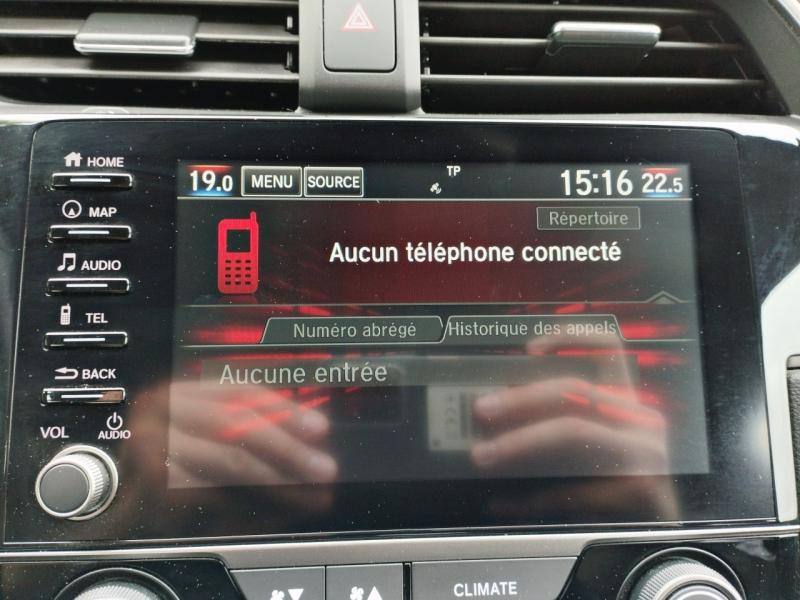 HOME
MAP
AUDIO
TEL
BACK
VOL
AUDIO
19.0 MENU SOURCE TP 15:16 22.5
Répertoire
Aucun téléphone connecté
Numéro abrégé Historique des appels
Aucune entrée
CLIMATE